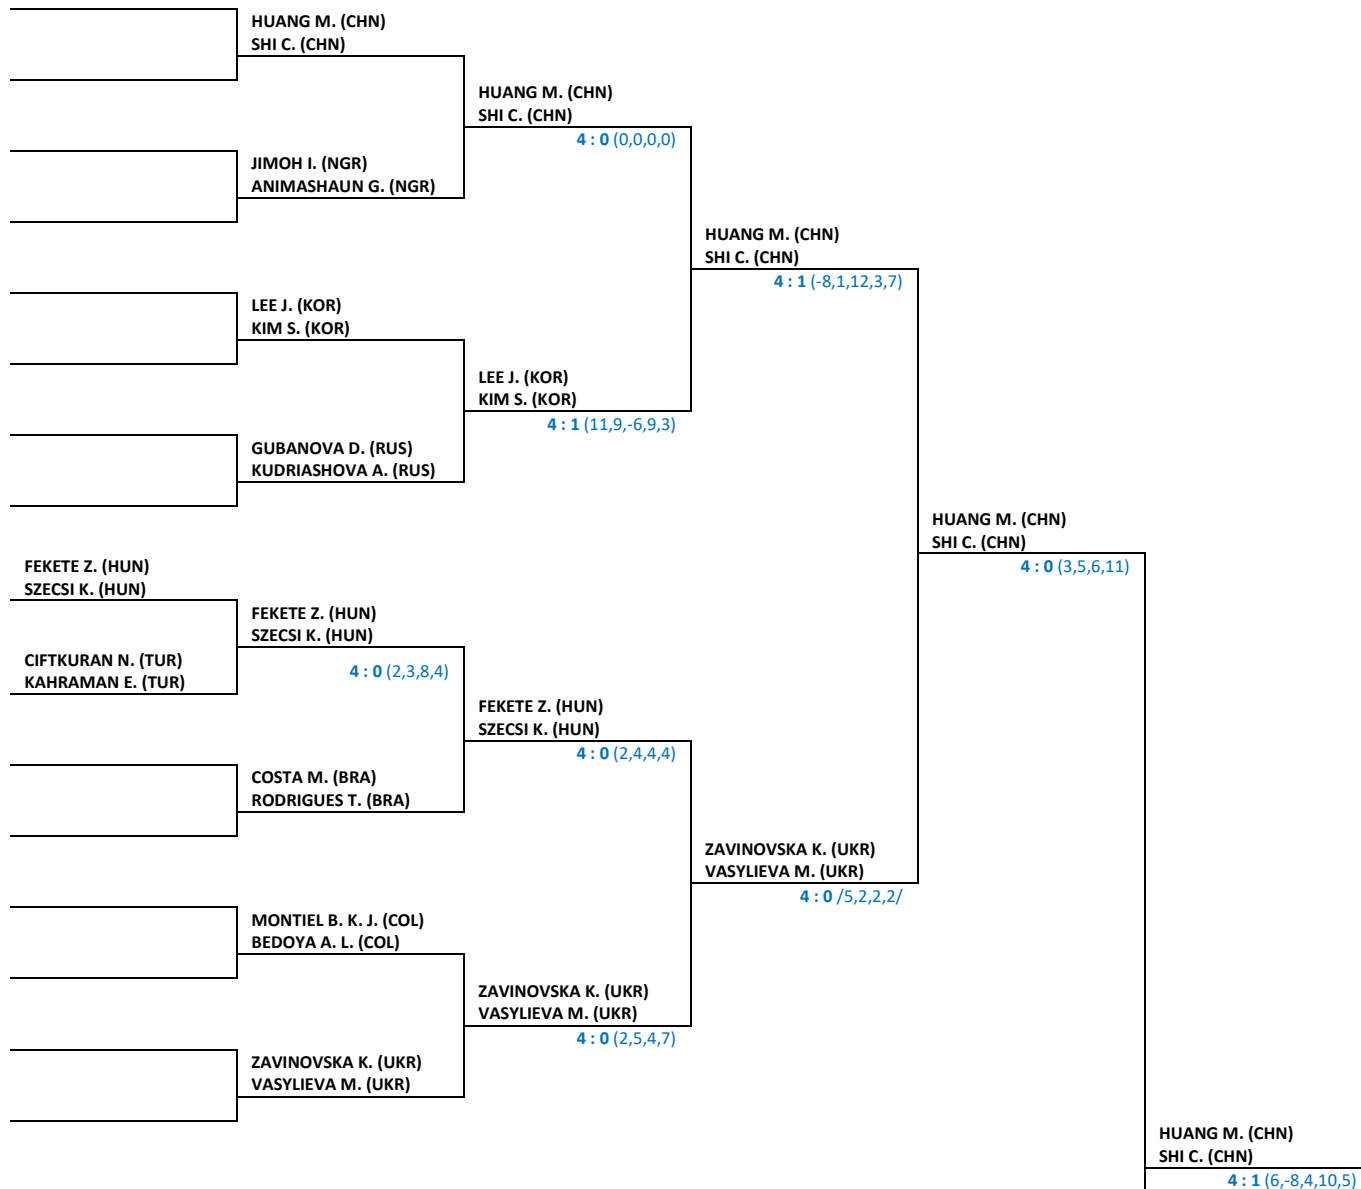 HUANG M. (CHN)
SHI C. (CHN)
HUANG M. (CHN)
SHI C. (CHN)
4 : 0 (0,0,0,0)
JIMOH I. (NGR)
ANIMASHAUN G. (NGR)
HUANG M. (CHN)
SHI C. (CHN)
4 : 1 (-8,1,12,3,7)
LEE J. (KOR)
KIM S. (KOR)
LEE J. (KOR)
KIM S. (KOR)
4 : 1 (11,9,-6,9,3)
GUBANOVA D. (RUS)
KUDRIASHOVA A. (RUS)
HUANG M. (CHN)
SHI C. (CHN)
4 : 0 (3,5,6,11)
FEKETE Z. (HUN)
SZECSI K. (HUN)
FEKETE Z. (HUN)
SZECSI K. (HUN)
4 : 0 (2,3,8,4)
CIFTKURAN N. (TUR)
KAHRAMAN E. (TUR)
FEKETE Z. (HUN)
SZECSI K. (HUN)
4 : 0 (2,4,4,4)
COSTA M. (BRA)
RODRIGUES T. (BRA)
ZAVINOVSKA K. (UKR)
VASYLIEVA M. (UKR)
4 : 0 /5,2,2,2/
MONTIEL B. K. J. (COL)
BEDOYA A. L. (COL)
ZAVINOVSKA K. (UKR)
VASYLIEVA M. (UKR)
4 : 0 (2,5,4,7)
ZAVINOVSKA K. (UKR)
VASYLIEVA M. (UKR)
HUANG M. (CHN)
SHI C. (CHN)
4 : 1 (6,-8,4,10,5)